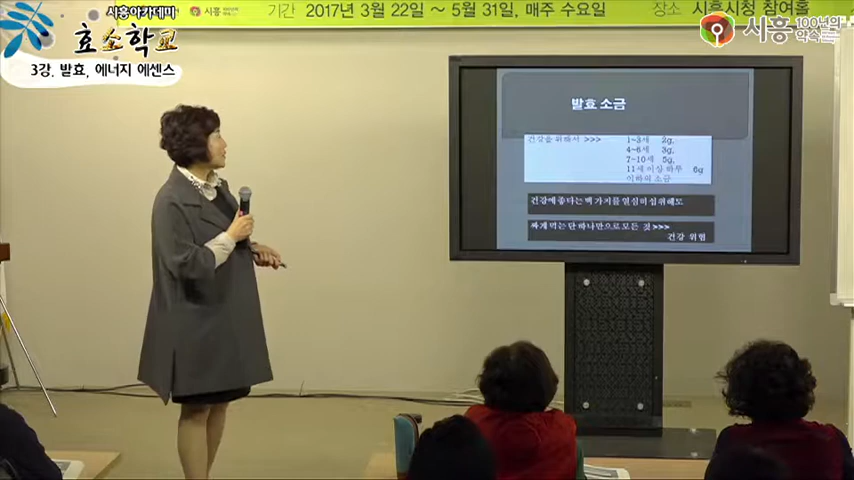 시흥아카데미
효소학교
3강. 발효, 에너지 에센스
시흥
기간 2017년 3월 22일 ~ 5월 31일, 매주 수요일 장소 시흥시청 참여홀
시흥 100년의 약속
발효 소금
건강을 위해서 >>> 1~3세 2g,
4~6세 3g,
7~10세 5g,
11세 이상 하루 6g
이하의 소금
건강에 좋다는 백 가지를 열심히 섭취해도
짜게 먹는 단 하나만으로 모든 것 >>>
건강 위험